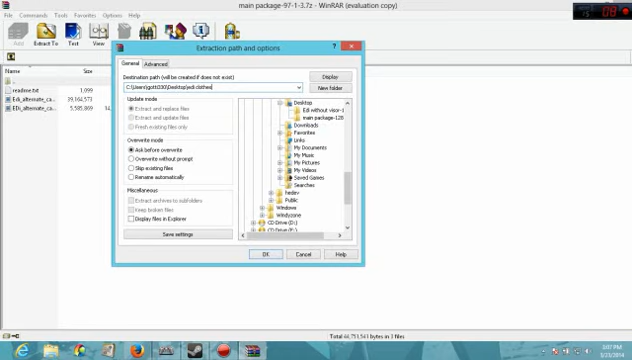 main package-97-1-3.7z - WinRAR (evaluation copy)
File Commands Tools Favorites Options Help
Add Extract To Test View
Name Size
..
readme.txt 1,099
Edi_alternate_ca 39,164,573
EDi_alternate_ca 5,585,869
Extraction path and options
General Advanced
Destination path (will be created if does not exist)
Display
C:\Users\gotti330\Desktop\edi clothes
New folder
Update mode
Extract and replace files
Extract and update files
Fresh existing files only
Overwrite mode
Ask before overwrite
Overwrite without prompt
Skip existing files
Rename automatically
Miscellaneous
Extract archives to subfolders
Keep broken files
Display files in Explorer
Save settings
Desktop
Edi without visor-1
main package-128
Downloads
Favorites
Links
My Documents
My Music
My Pictures
My Videos
Saved Games
Searches
hedev
Public
Windows
Windyzone
CD Drive (D:)
CD Drive (F:)
OK Cancel Help
Total 44,751,541 bytes in 3 files
3:07 PM